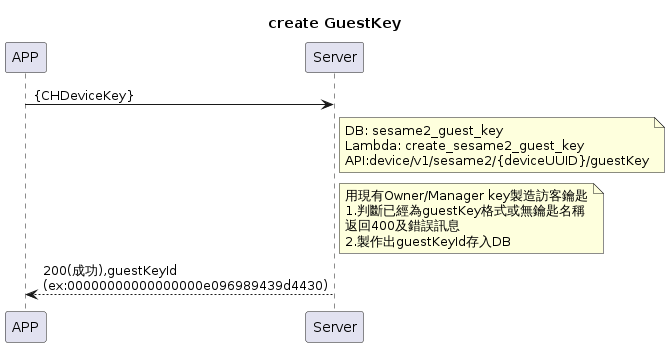 create GuestKey
APP
Server
{CHDeviceKey}
DB: sesame2_guest_key
Lambda: create_sesame2_guest_key
API:device/v1/sesame2/{deviceUUID}/guestKey
用現有Owner/Manager key製造訪客鑰匙
1.判斷已經為guestKey格式或無鑰匙名稱
返回400及錯誤訊息
2.製作出guestKeyId存入DB
200(成功),guestKeyId
(ex:00000000000000000e096989439d4430)
APP
Server